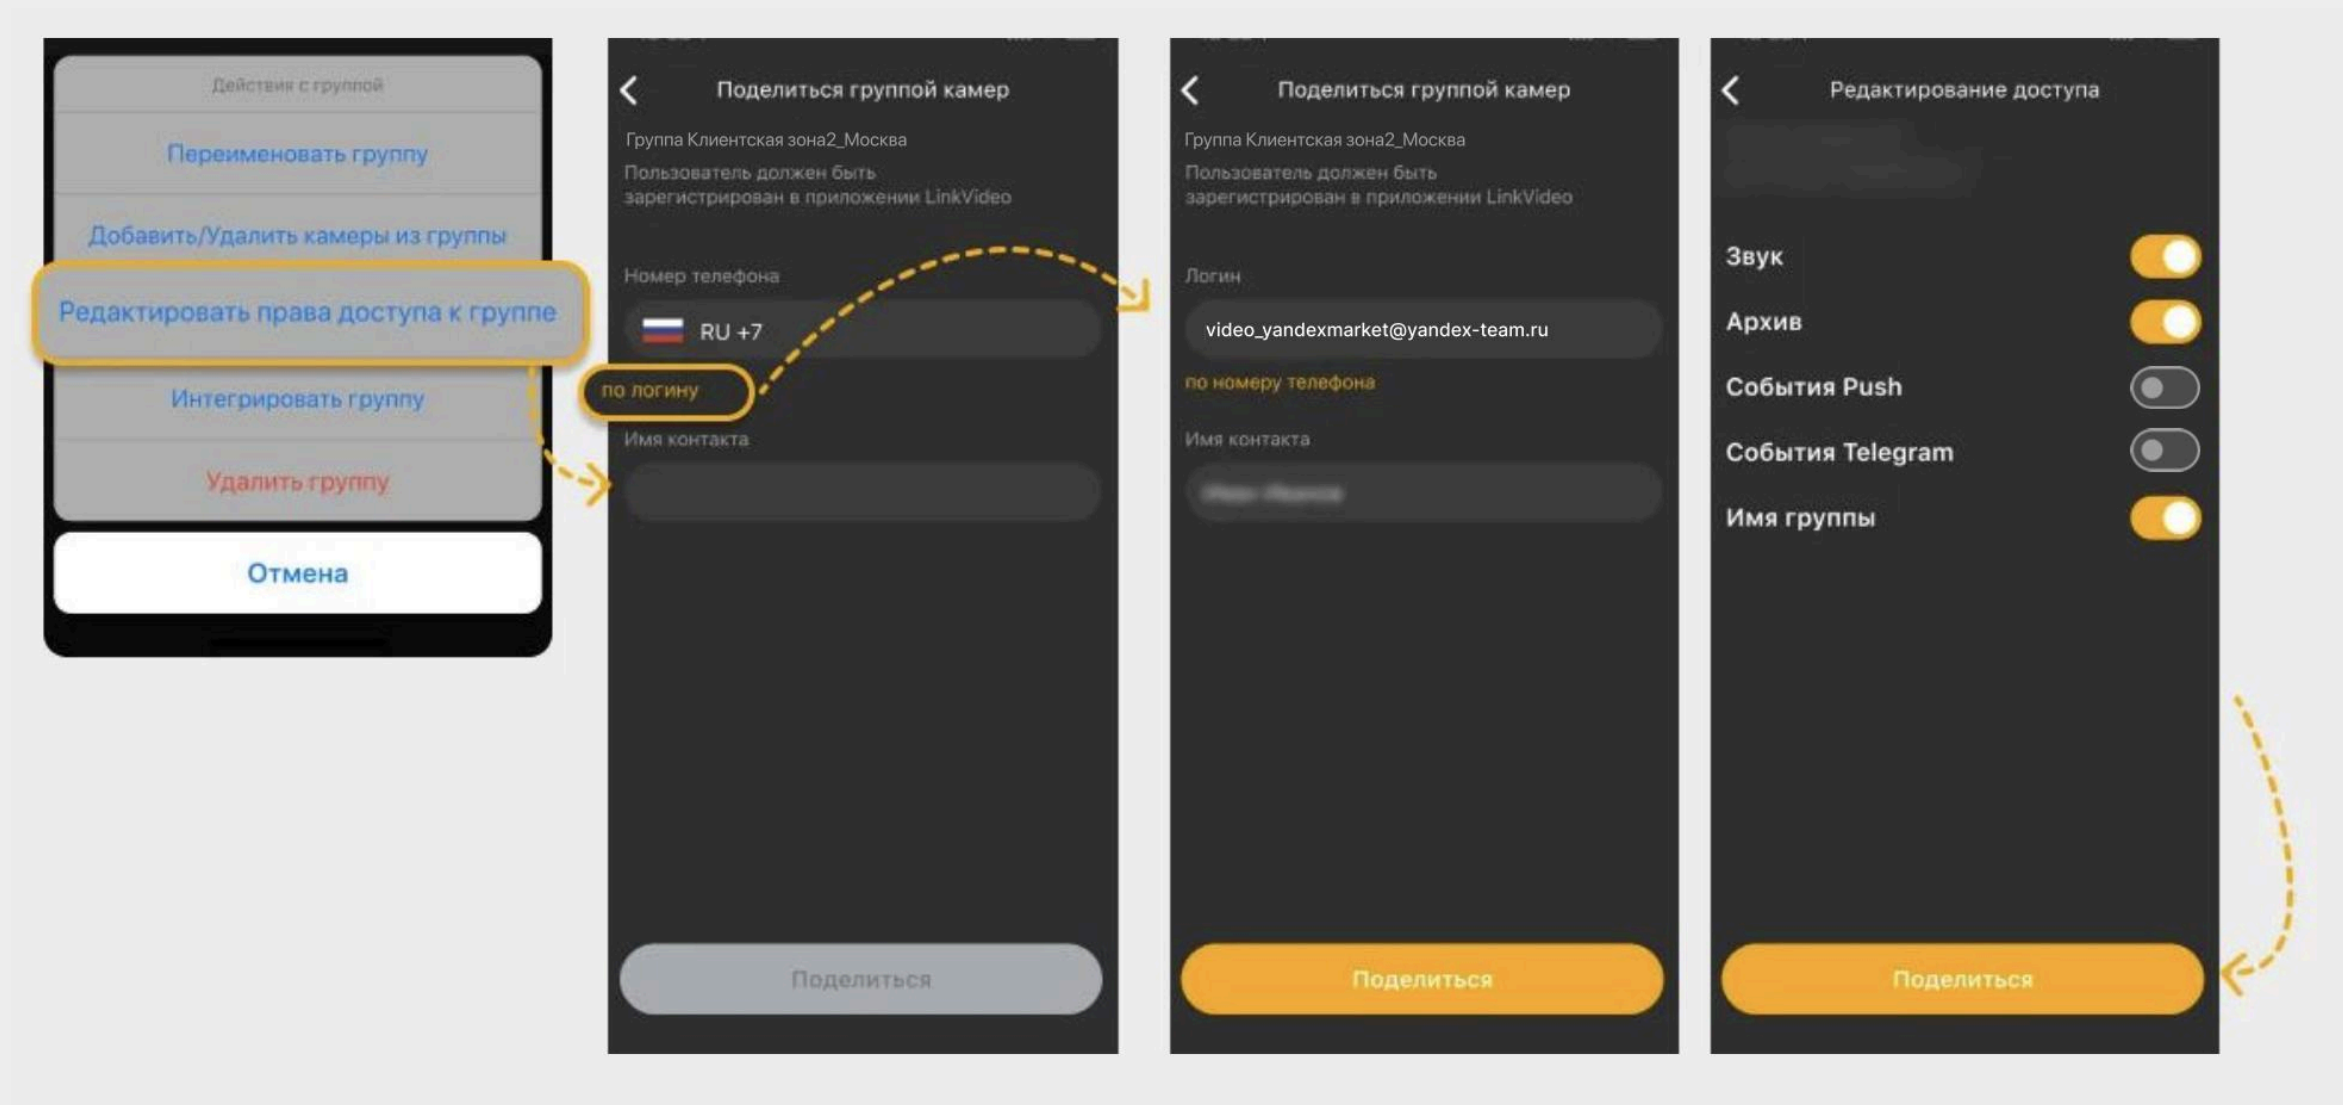 Действия с группой
Переименовать группу
Добавить/Удалить камеры из группы
Редактировать права доступа к группе
Интегрировать группу
Удалить группу
Отмена
Поделиться группой камер
Группа Клиентская зона2_Москва
Пользователь должен быть
зарегистрирован в приложении LinkVideo
Номер телефона
RU +7
по логину
Имя контакта
Поделиться
Поделиться группой камер
Группа Клиентская зона2_Москва
Пользователь должен быть
зарегистрирован в приложении LinkVideo
Логин
video_yandexmarket@yandex-team.ru
по номеру телефона
Имя контакта
Поделиться
Редактирование доступа
Звук
Архив
События Push
События Telegram
Имя группы
Поделиться